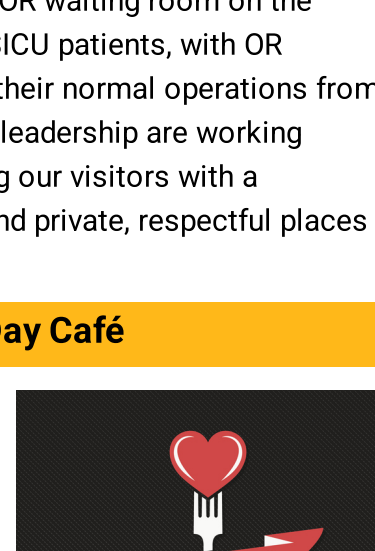 OR waiting room on the
SICU patients, with OR
their normal operations from
leadership are working
g our visitors with a
nd private, respectful places
Day Café